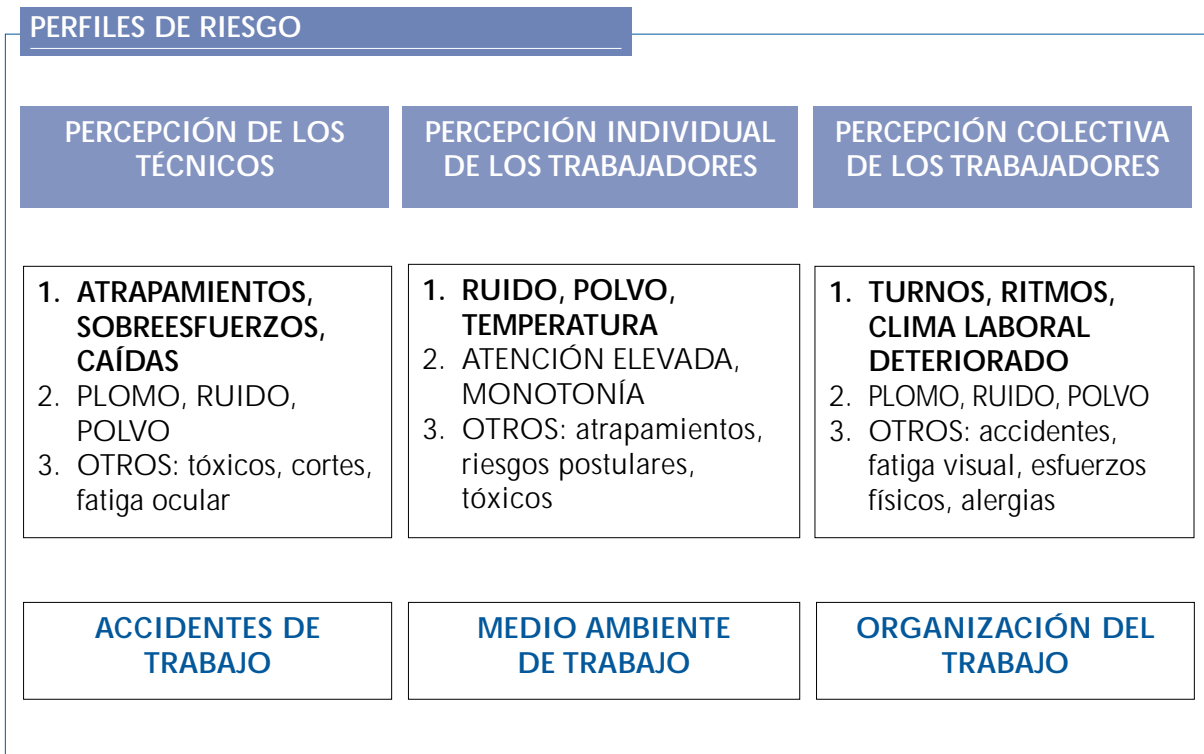 PERFILES DE RIESGO
PERCEPCIÓN DE LOS
TÉCNICOS
PERCEPCIÓN INDIVIDUAL
DE LOS TRABAJADORES
PERCEPCIÓN COLECTIVA
DE LOS TRABAJADORES
1. ATRAPAMIENTOS,
SOBREESFUERZOS,
CAÍDAS
2. PLOMO, RUIDO,
POLVO
3. OTROS: tóxicos, cortes,
fatiga ocular
1. RUIDO, POLVO,
TEMPERATURA
2. ATENCIÓN ELEVADA,
MONOTONÍA
3. OTROS: atrapamientos,
riesgos postulares,
tóxicos
1. TURNOS, RITMOS,
CLIMA LABORAL
DETERIORADO
2. PLOMO, RUIDO, POLVO
3. OTROS: accidentes,
fatiga visual, esfuerzos
físicos, alergias
ACCIDENTES DE
TRABAJO
MEDIO AMBIENTE
DE TRABAJO
ORGANIZACIÓN DEL
TRABAJO